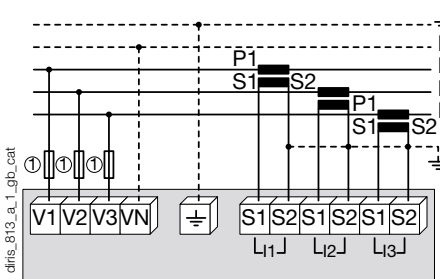 P1
S1 S2
P1
S1 S2
① ① ①
V1 V2 V3 VN S1 S2 S1 S2 S1 S2
I1 I2 I3
diris_813_a_1_gb_cat